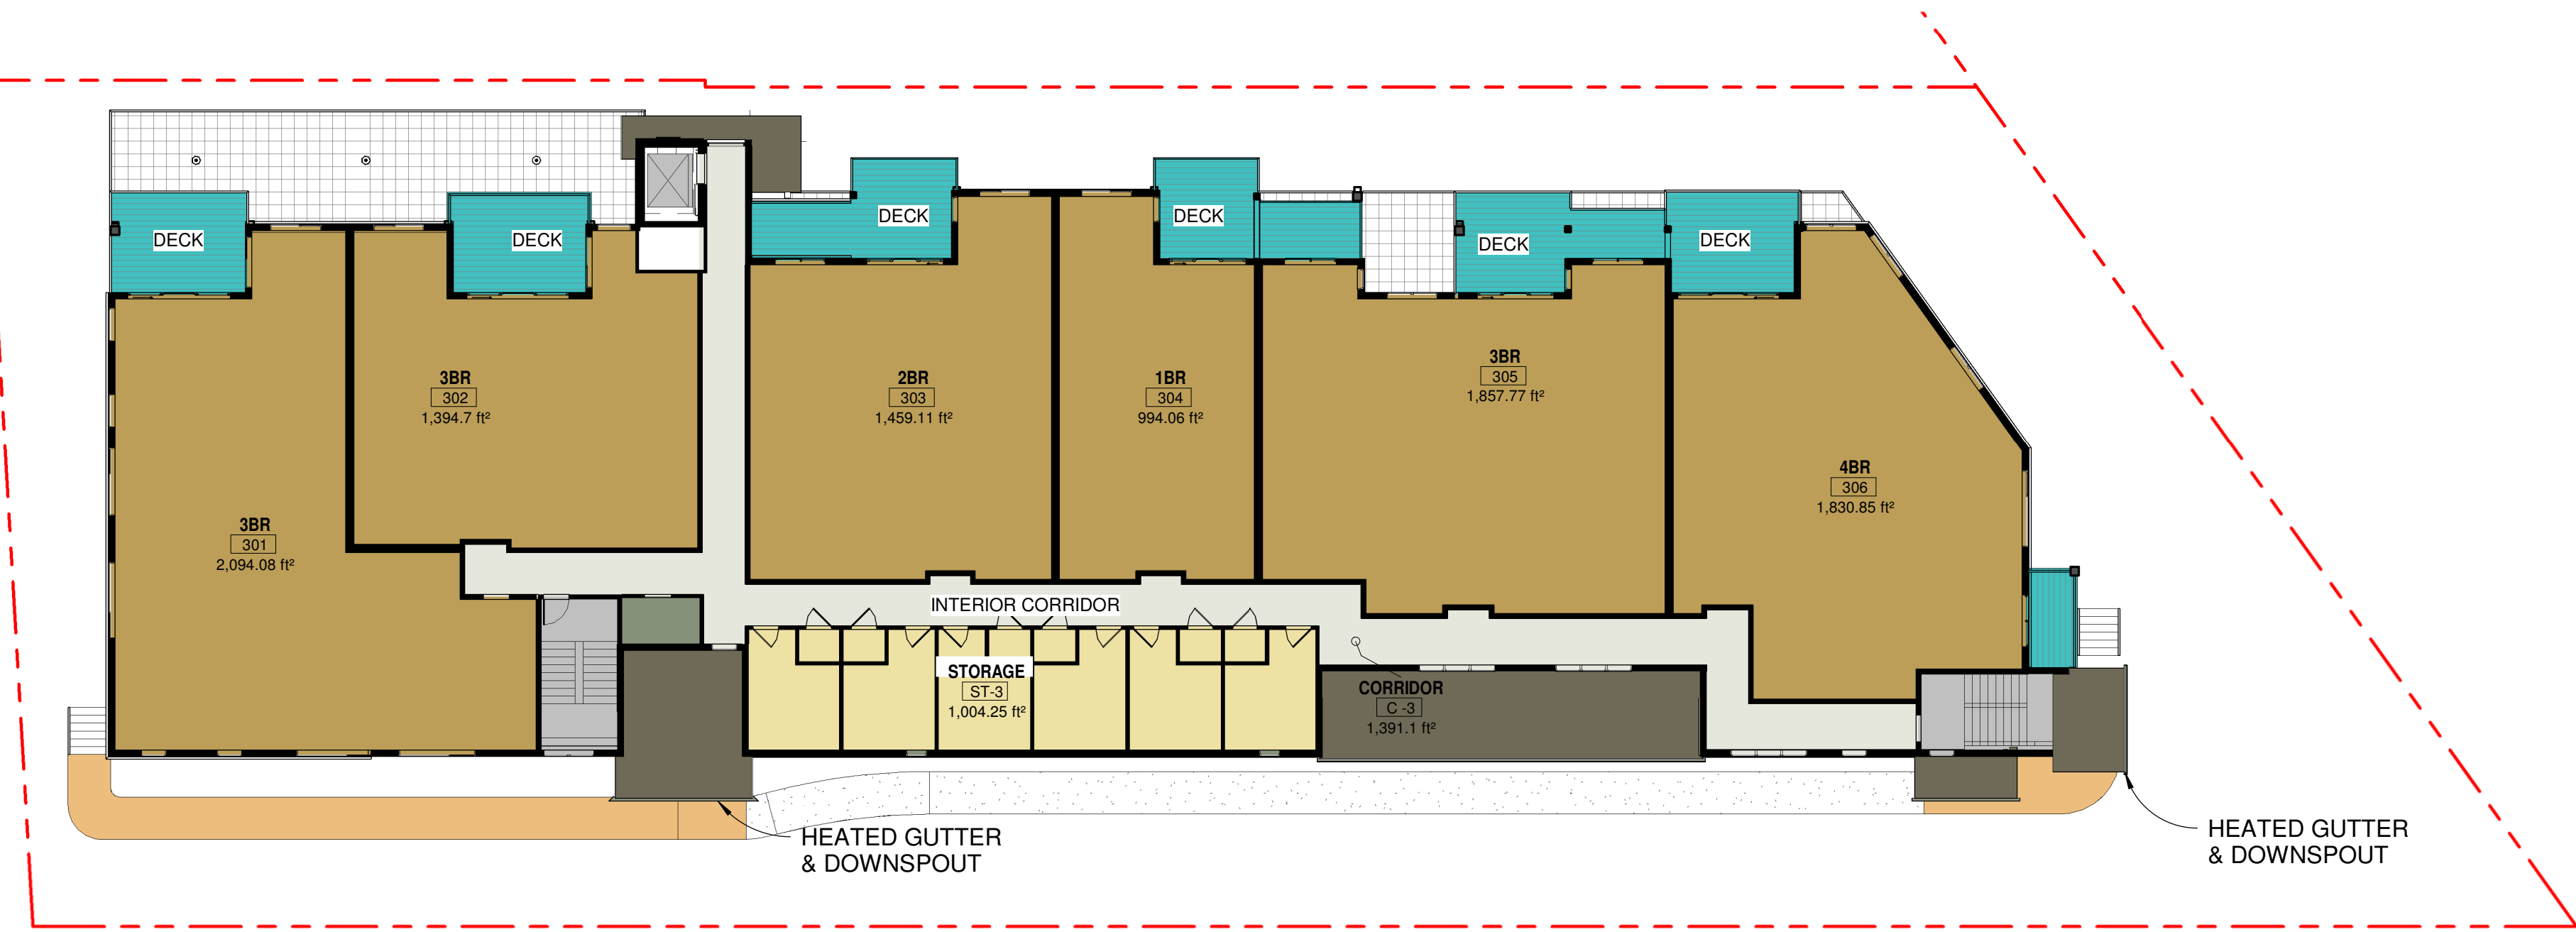 DECK
DECK
DECK
DECK
DECK
DECK
3BR
301
2,094.08 ft²
3BR
302
1,394.7 ft²
2BR
303
1,459.11 ft²
1BR
304
994.06 ft²
3BR
305
1,857.77 ft²
4BR
306
1,830.85 ft²
INTERIOR CORRIDOR
STORAGE
ST-3
1,004.25 ft²
CORRIDOR
C -3
1,391.1 ft²
HEATED GUTTER
& DOWNSPOUT
HEATED GUTTER
& DOWNSPOUT